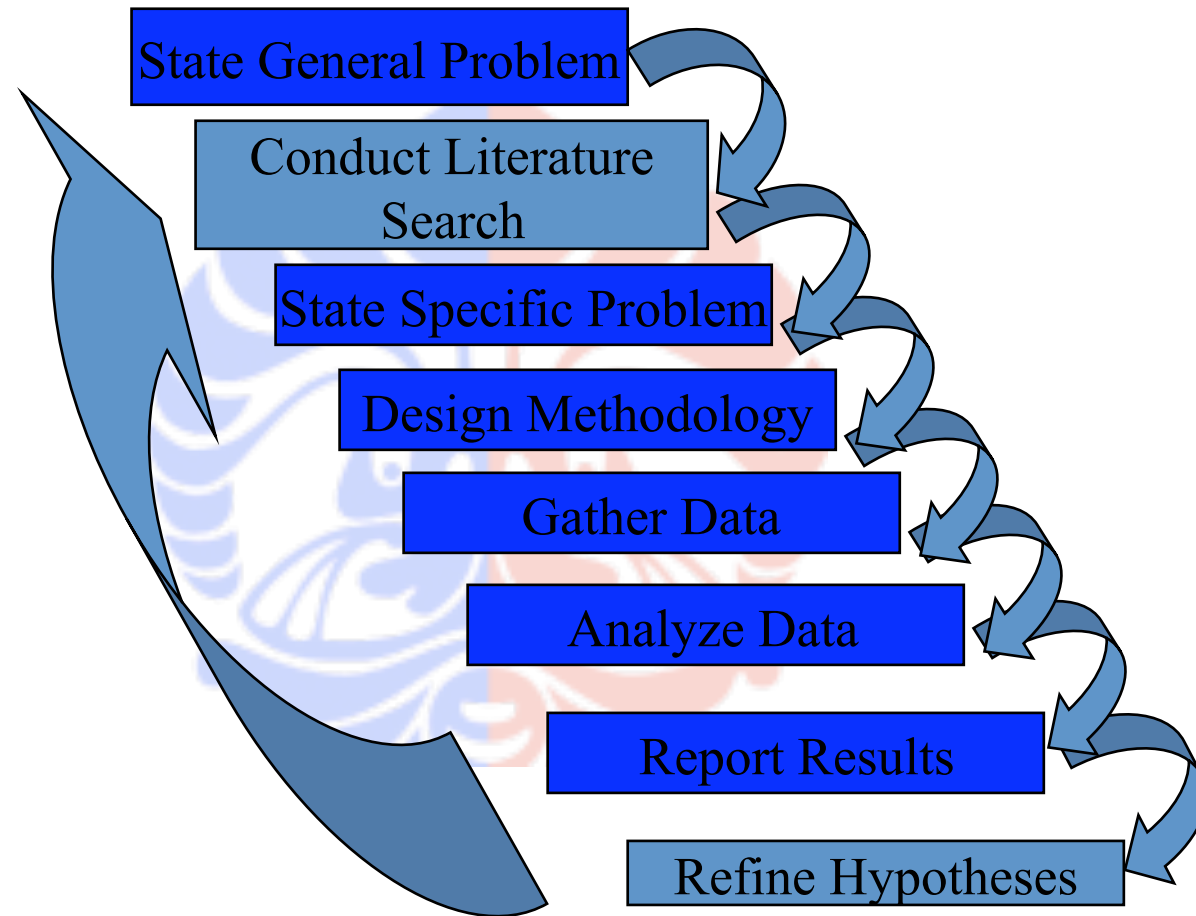 State General Problem
Conduct Literature
Search
State Specific Problem
Design Methodology
Gather Data
Analyze Data
Report Results
Refine Hypotheses